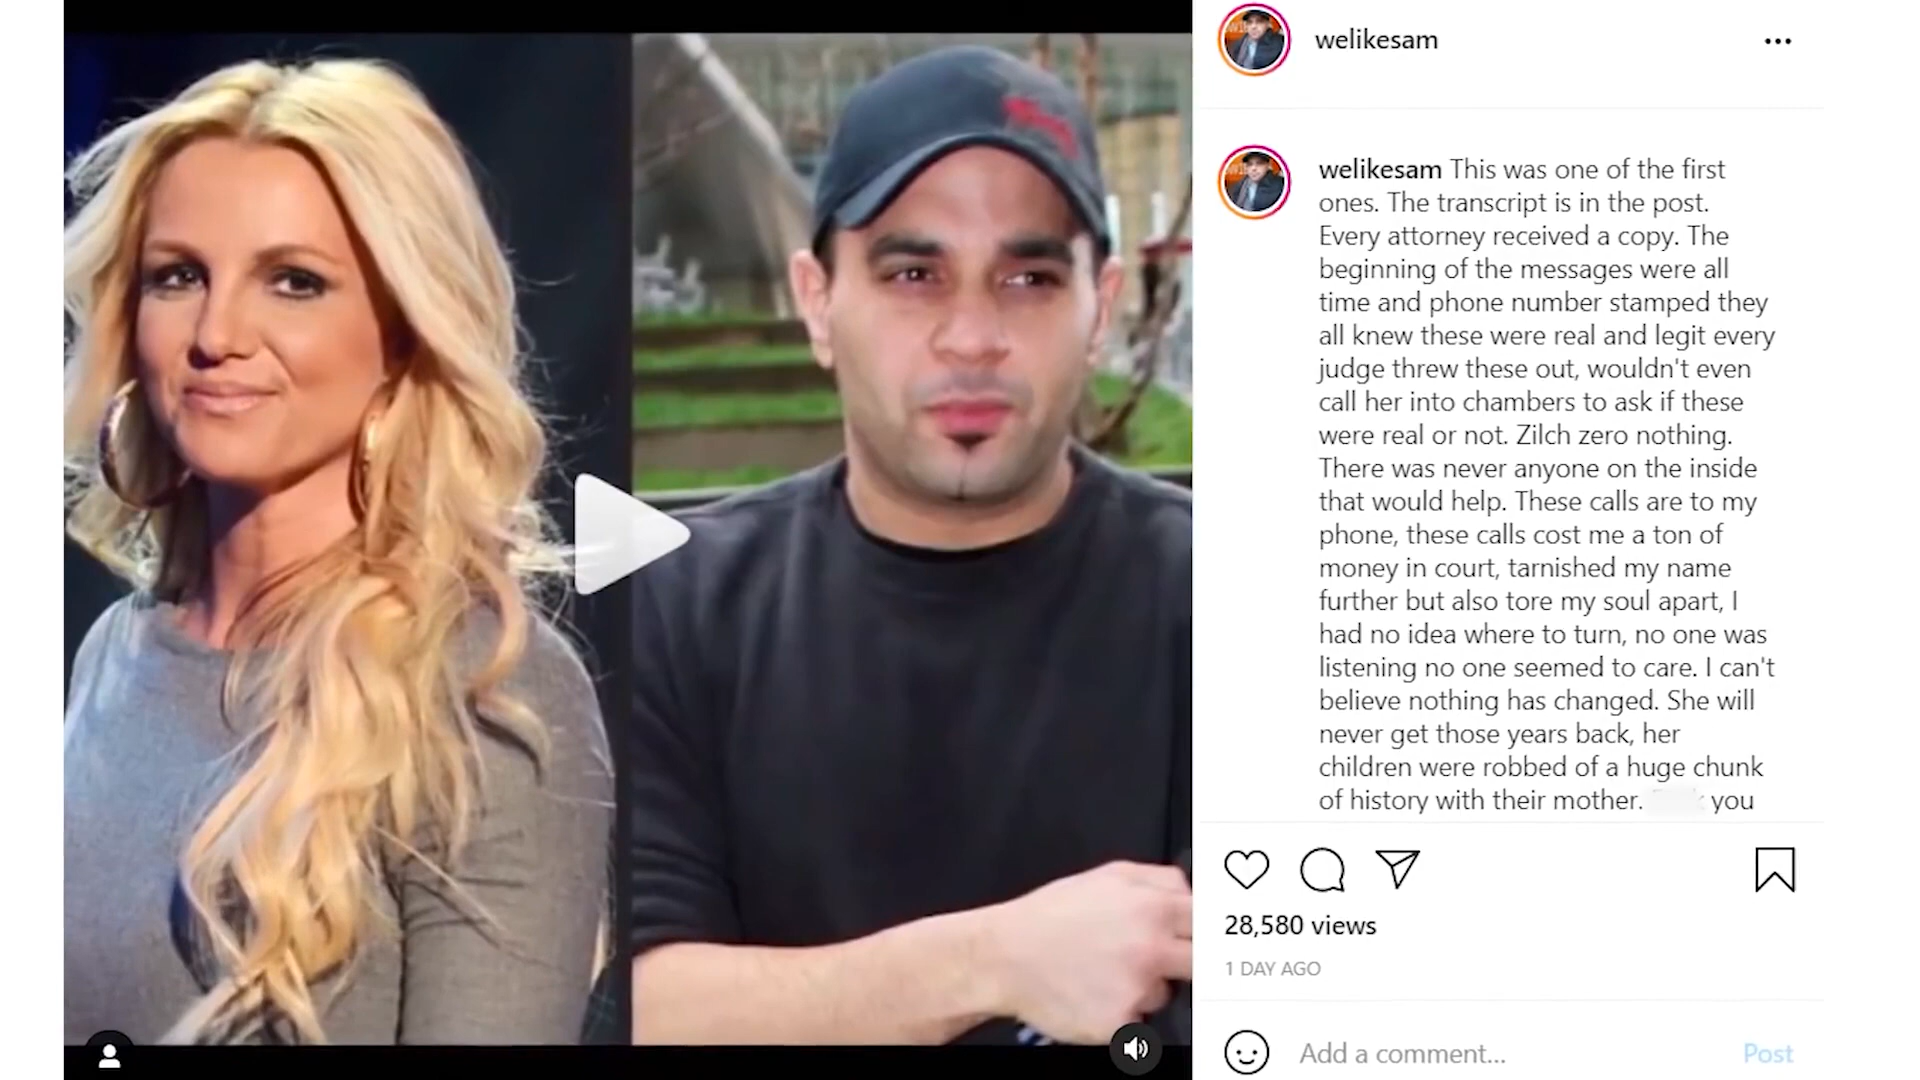 welikesam
welikesam This was one of the first
ones. The transcript is in the post.
Every attorney received a copy. The
beginning of the messages were all
time and phone number stamped they
all knew these were real and legit every
judge threw these out, wouldn't even
call her into chambers to ask if these
were real or not. Zilch zero nothing.
There was never anyone on the inside
that would help. These calls are to my
phone, these calls cost me a ton of
money in court, tarnished my name
further but also tore my soul apart, I
had no idea where to turn, no one was
listening no one seemed to care. I can't
believe nothing has changed. She will
never get those years back, her
children were robbed of a huge chunk
of history with their mother. you
28,580 views
1 DAY AGO
Add a comment...
Post